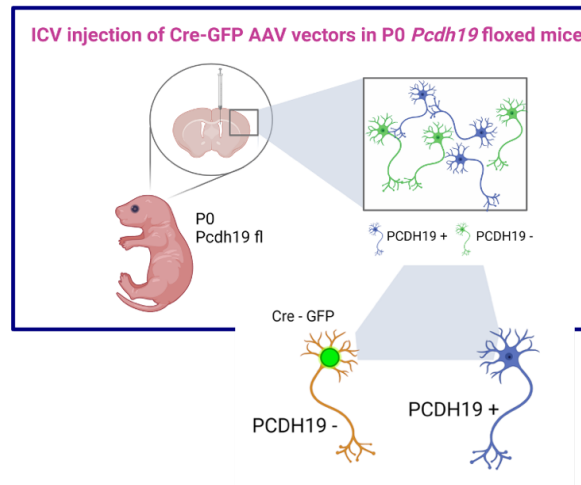 ICV injection of Cre-GFP AAV vectors in P0 Pcdh19 floxed mice
P0
Pcdh19 fl
PCDH19 + PCDH19 -
Cre - GFP
PCDH19 -
PCDH19 +